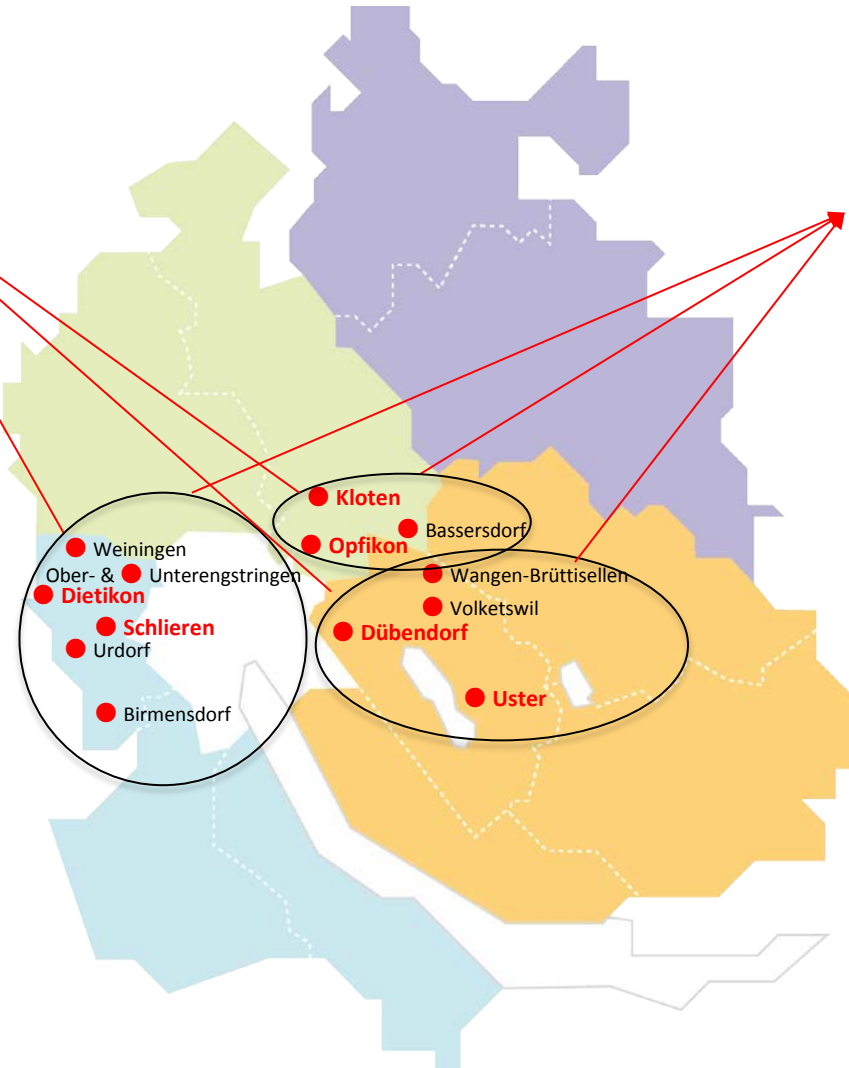 Kloten
Bassersdorf
Opfikon
Weiningen
Ober- & Unterengstringen
Wangen-Brüttisellen
Dietikon
Volketswil
Schlieren
Dübendorf
Urdorf
Uster
Birmensdorf